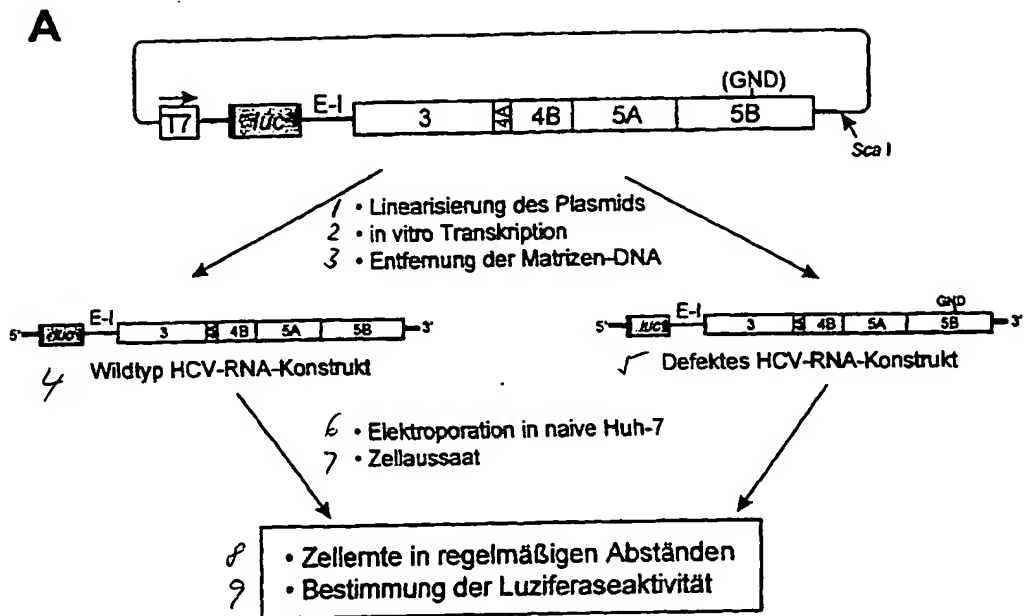 A
(GND)
T7 luc E-I 3 4A 4B 5A 5B
Sca I
1 • Linearisierung des Plasmids
2 • in vitro Transkription
3 • Entfernung der Matrizen-DNA
5' luc E-I 3 4B 5A 5B 3'
4 Wildtyp HCV-RNA-Konstrukt
GND
5' luc E-I 3 4B 5A 5B 3'
5 Defektes HCV-RNA-Konstrukt
6 • Elektroporation in naive Huh-7
7 • Zellaussaat
8 • Zellernte in regelmäßigen Abständen
9 • Bestimmung der Luziferaseaktivität